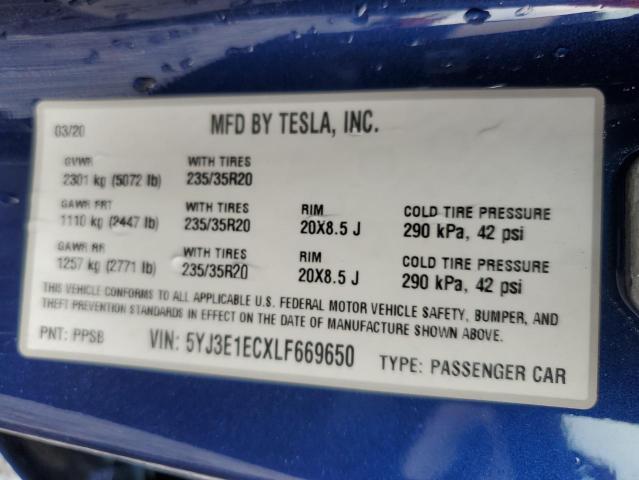 03/20 MFD BY TESLA, INC.
GVWR WITH TIRES
2301 kg (5072 lb) 235/35R20
GAWR FRT WITH TIRES RIM COLD TIRE PRESSURE
1110 kg (2447 lb) 235/35R20 20X8.5 J 290 kPa, 42 psi
GAWR RR WITH TIRES RIM COLD TIRE PRESSURE
1257 kg (2771 lb) 235/35R20 20X8.5 J 290 kPa, 42 psi
THIS VEHICLE CONFORMS TO ALL APPLICABLE U.S. FEDERAL MOTOR VEHICLE SAFETY, BUMPER, AND
THEFT PREVENTION STANDARDS IN EFFECT ON THE DATE OF MANUFACTURE SHOWN ABOVE.
PNT: PPSB VIN: 5YJ3E1ECXLF669650 TYPE: PASSENGER CAR